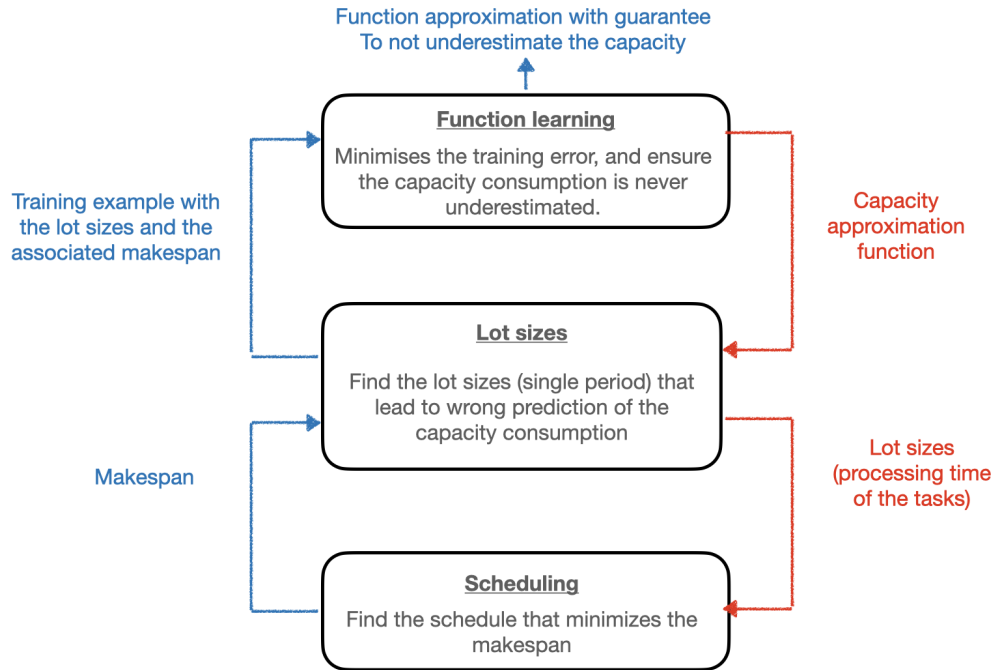 Function approximation with guarantee
To not underestimate the capacity
Function learning
Minimises the training error, and ensure
the capacity consumption is never
underestimated.
Training example with
the lot sizes and the
associated makespan
Capacity
approximation
function
Lot sizes
Find the lot sizes (single period) that
lead to wrong prediction of the
capacity consumption
Makespan
Lot sizes
(processing time
of the tasks)
Scheduling
Find the schedule that minimizes the
makespan